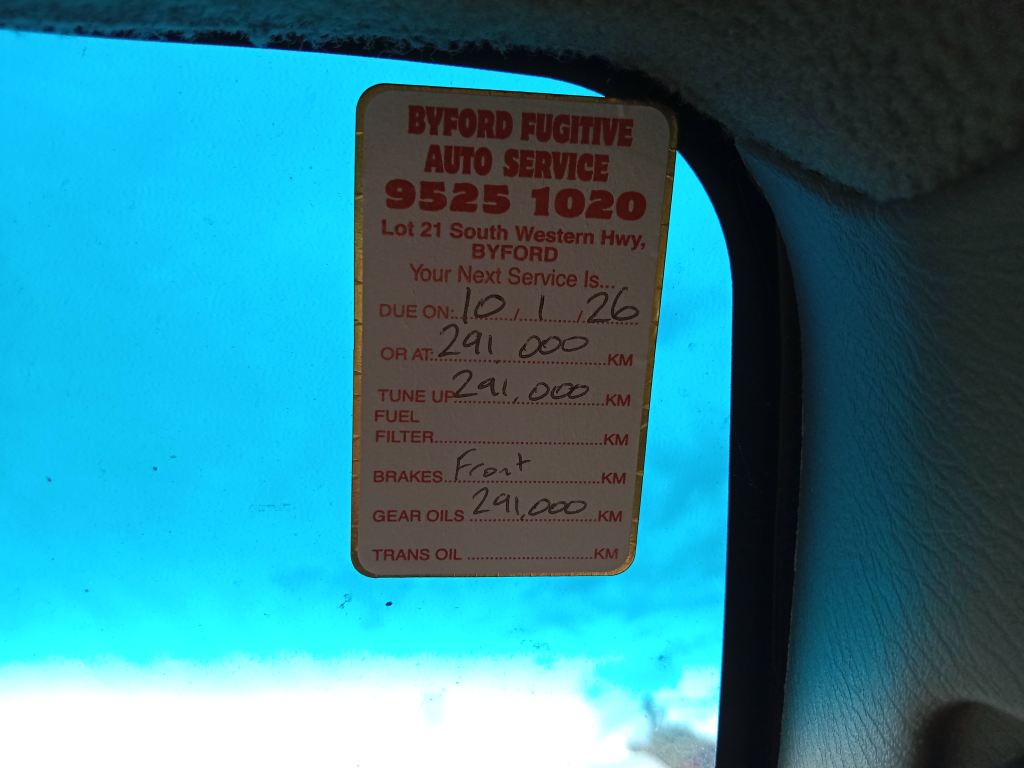 BYFORD FUGITIVE
AUTO SERVICE
9525 1020
Lot 21 South Western Hwy,
BYFORD
Your Next Service Is...
DUE ON: 10 / 1 / 26
OR AT: 291,000 KM
TUNE UP 291,000 KM
FUEL
FILTER KM
BRAKES Front KM
GEAR OILS 291,000 KM
TRANS OIL KM